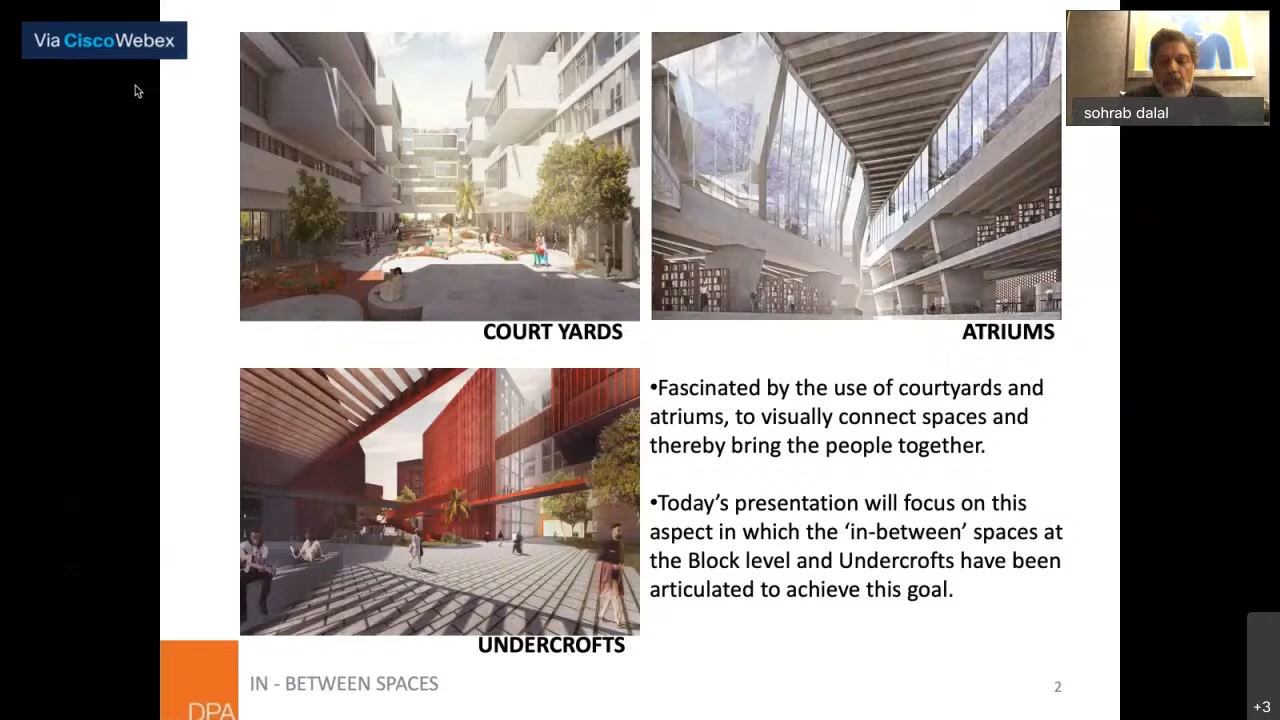 Via Cisco Webex
sohrab dalal
COURT YARDS
ATRIUMS
•Fascinated by the use of courtyards and
atriums, to visually connect spaces and
thereby bring the people together.
•Today’s presentation will focus on this
aspect in which the ‘in-between’ spaces at
the Block level and Undercrofts have been
articulated to achieve this goal.
UNDERCROFTS
IN - BETWEEN SPACES
2
DPA
+3